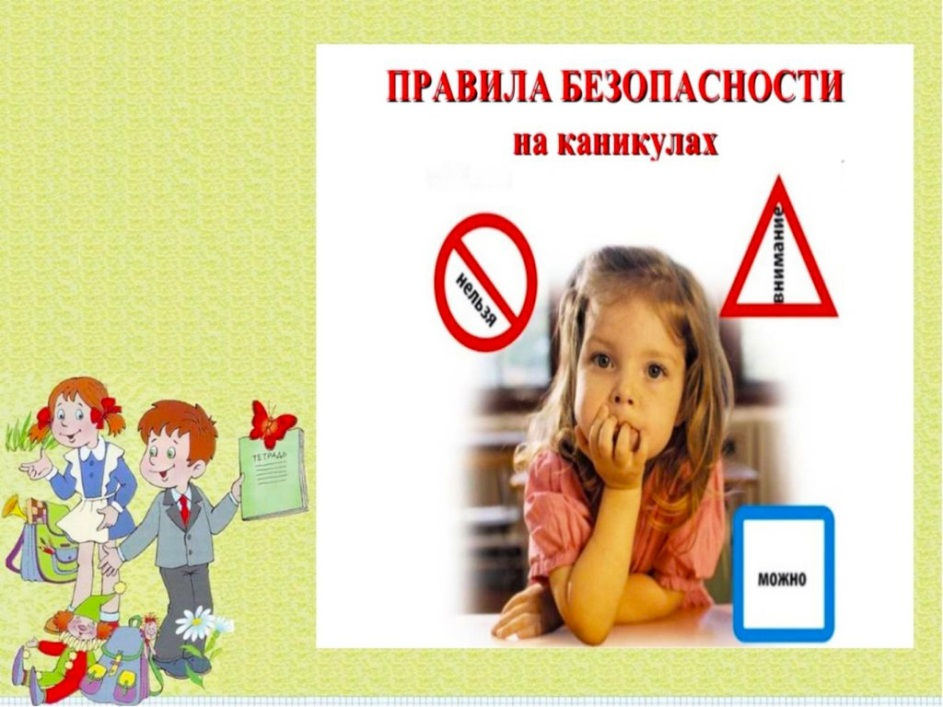 ПРАВИЛА БЕЗОПАСНОСТИ
на каникулах
нельзя
внимание
ТЕТРАДЬ
можно